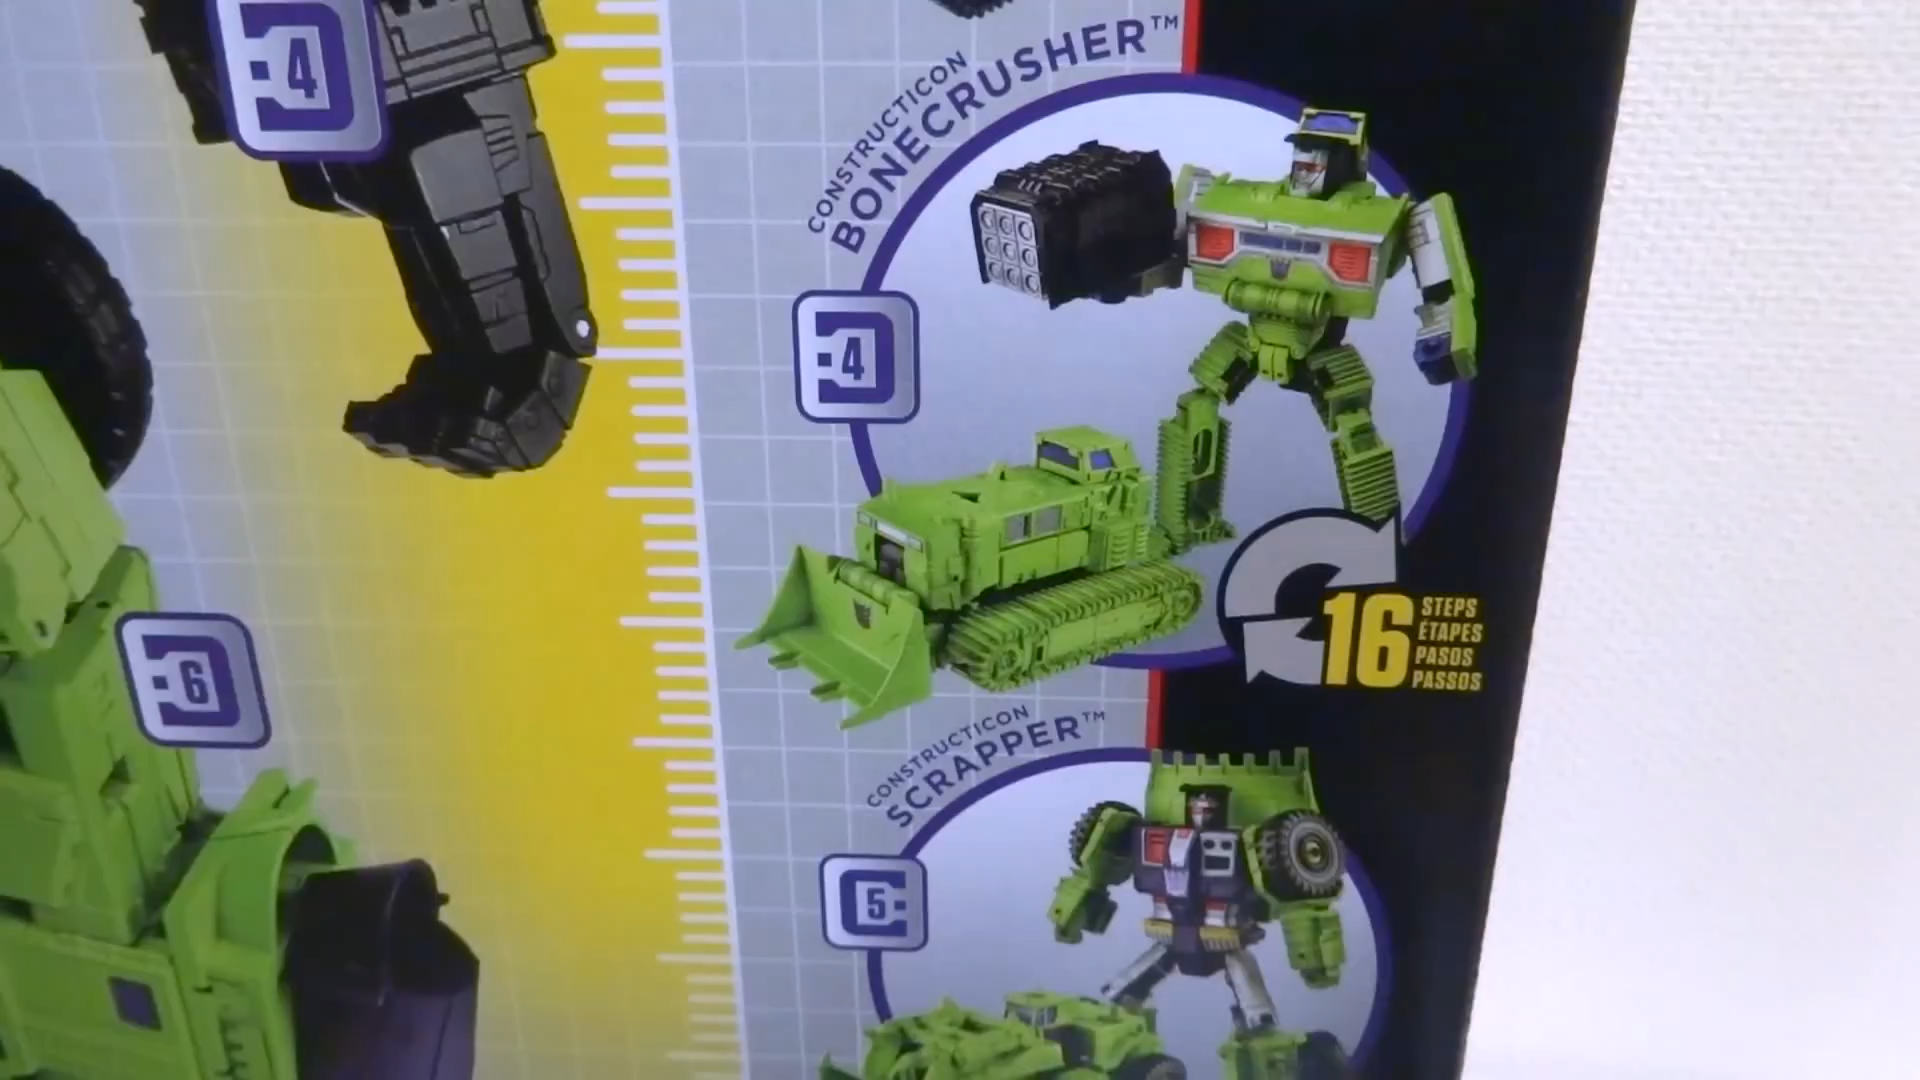 4
CONSTRUCTICON
BONECRUSHER™
4
16
STEPS
ÉTAPES
PASOS
PASSOS
6
CONSTRUCTICON
SCRAPPER™
5